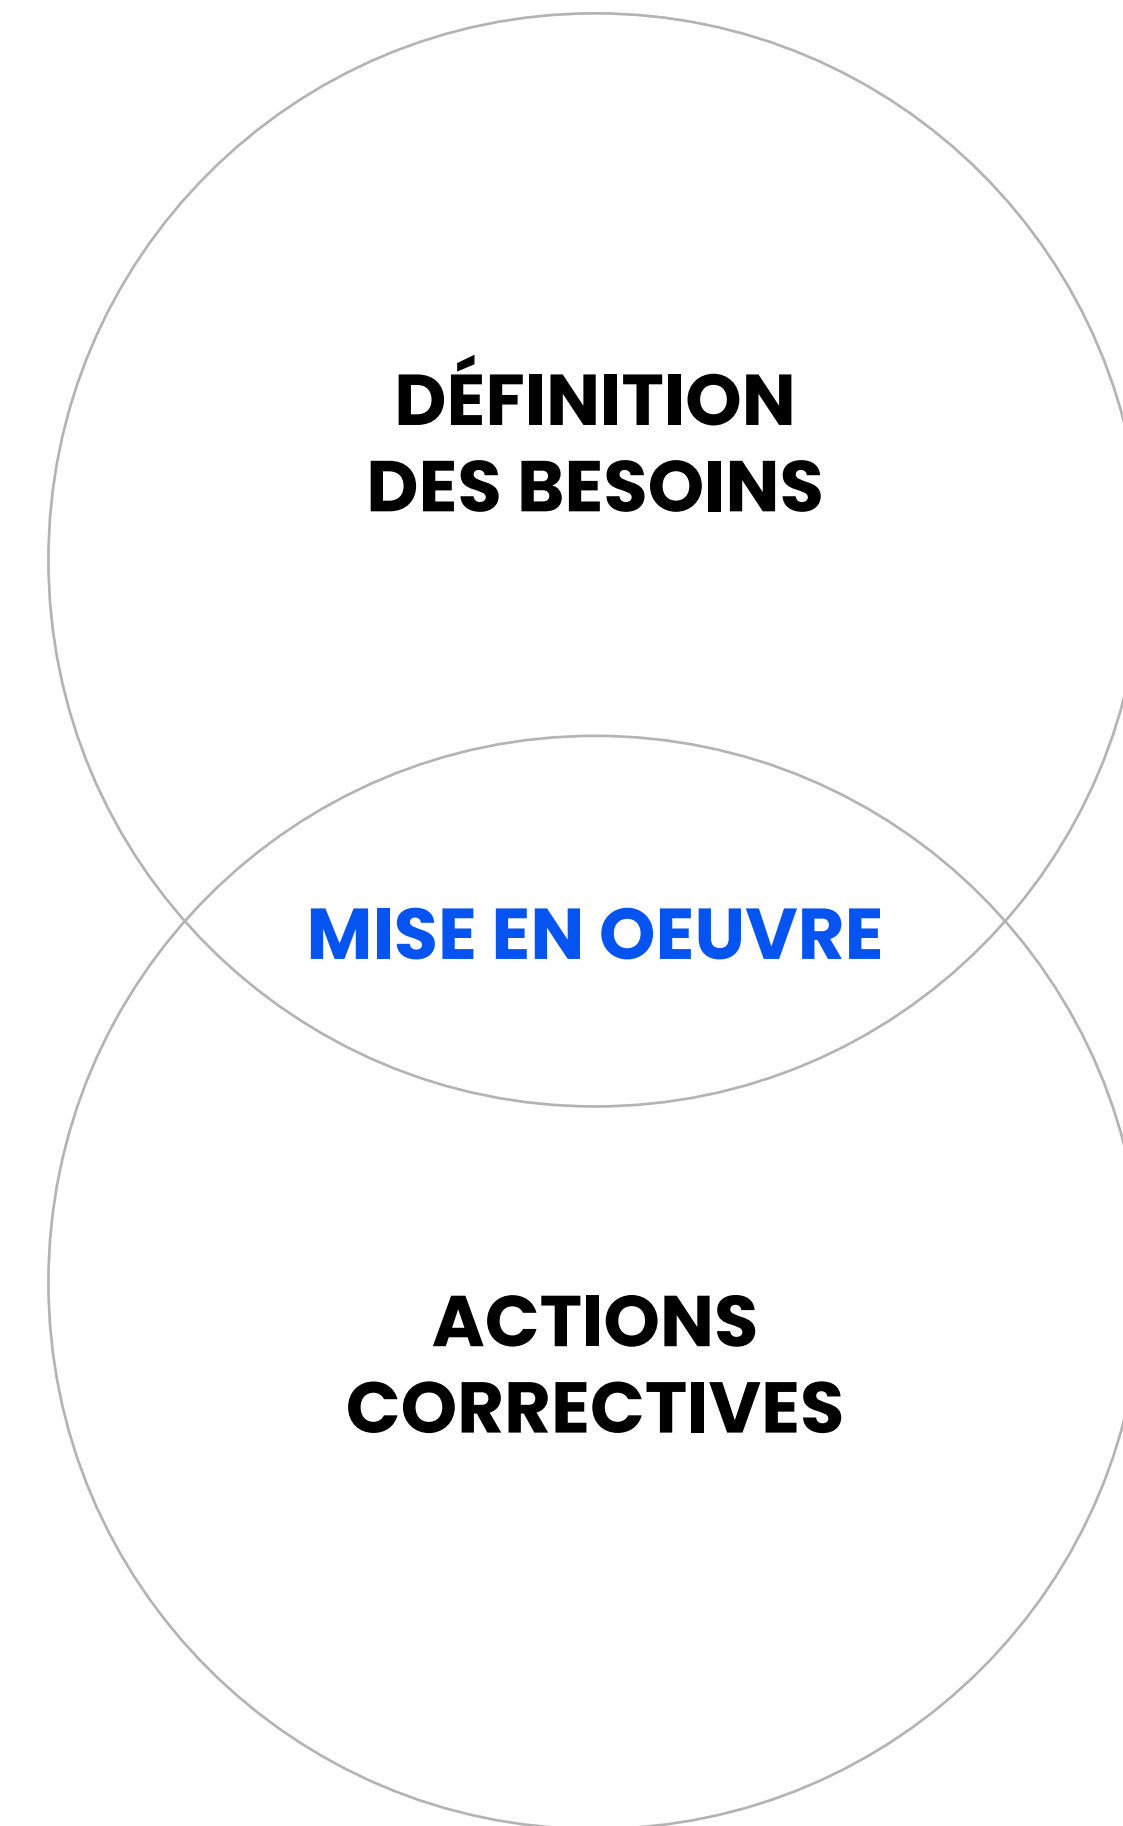 DÉFINITION
DES BESOINS
MISE EN OEUVRE
ACTIONS
CORRECTIVES